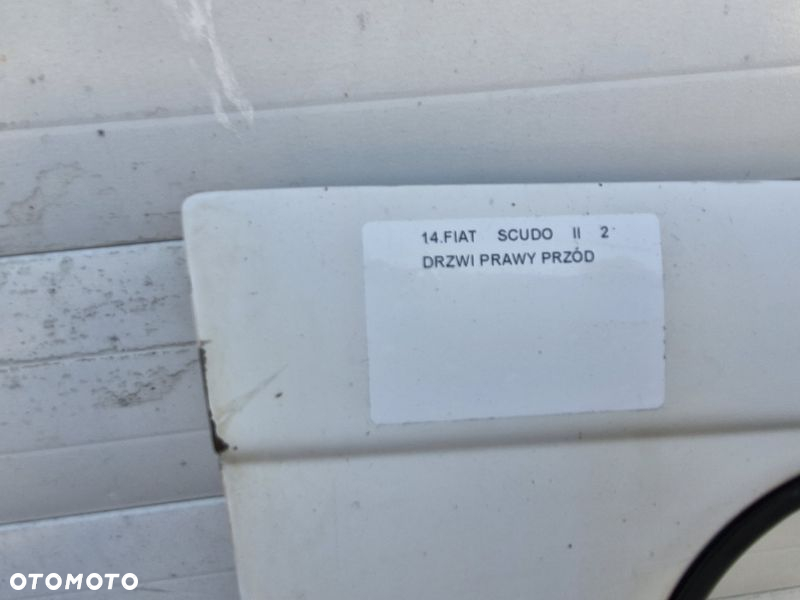 14.FIAT SCUDO II 2
DRZWI PRAWY PRZÓD
OTOMOTO